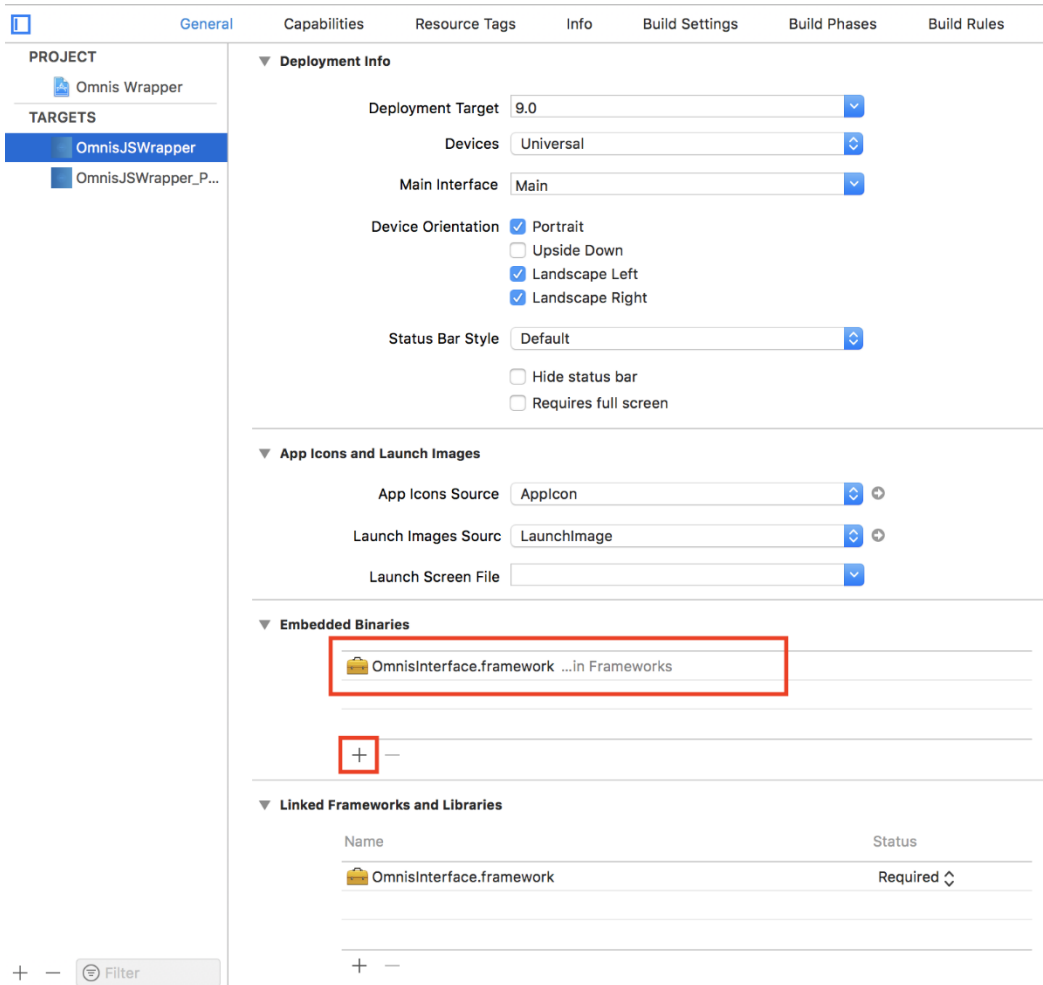 General Capabilities Resource Tags Info Build Settings Build Phases Build Rules
PROJECT
Omnis Wrapper
TARGETS
OmnisJSWrapper
OmnisJSWrapper_P...
Deployment Info
Deployment Target 9.0
Devices Universal
Main Interface Main
Device Orientation Portrait
Upside Down
Landscape Left
Landscape Right
Status Bar Style Default
Hide status bar
Requires full screen
App Icons and Launch Images
App Icons Source AppIcon
Launch Images Sourc LaunchImage
Launch Screen File
Embedded Binaries
OmnisInterface.framework ...in Frameworks
Linked Frameworks and Libraries
Name Status
OmnisInterface.framework Required
Filter